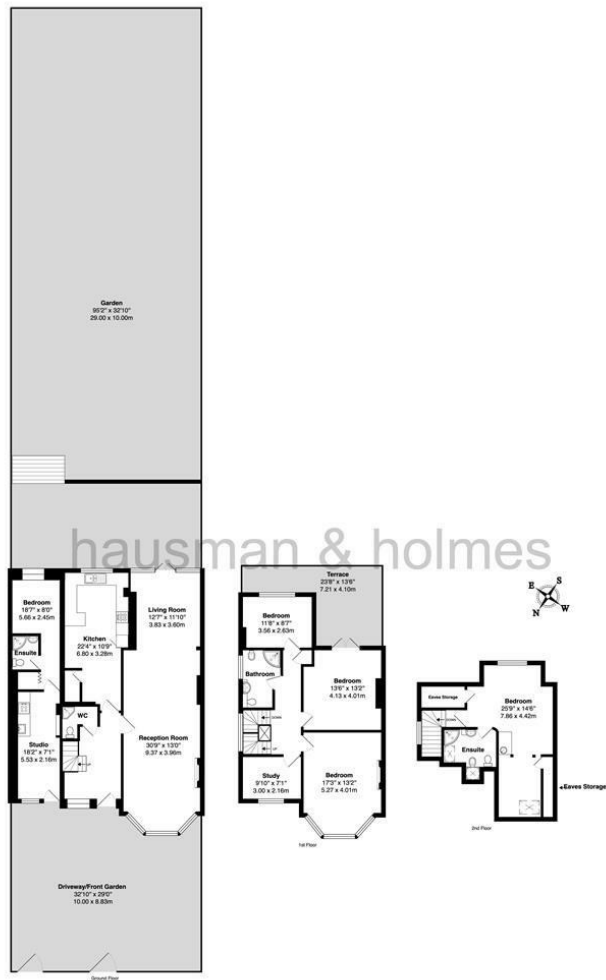 Garden
95'2" x 32'10"
29.00 x 10.00m
hausman & holmes
Bedroom
18'7" x 8'0"
5.66 x 2.45m
Kitchen
22'4" x 10'9"
6.80 x 3.28m
Living Room
12'7" x 11'10"
3.83 x 3.60m
Ensuite
WC
Studio
18'2" x 7'1"
5.53 x 2.16m
UP
Reception Room
30'9" x 13'0"
9.37 x 3.96m
Driveway/Front Garden
32'10" x 29'0"
10.00 x 8.83m
Ground Floor
Terrace
23'8" x 13'6"
7.21 x 4.10m
Bedroom
11'8" x 8'7"
3.56 x 2.63m
Bathroom
Bedroom
13'6" x 13'2"
4.13 x 4.01m
DOWN
UP
Study
9'10" x 7'1"
3.00 x 2.16m
Bedroom
17'3" x 13'2"
5.27 x 4.01m
1st Floor
E S
N W
Eaves Storage
Bedroom
25'9" x 14'6"
7.86 x 4.42m
DOWN
Ensuite
Eaves Storage
2nd Floor